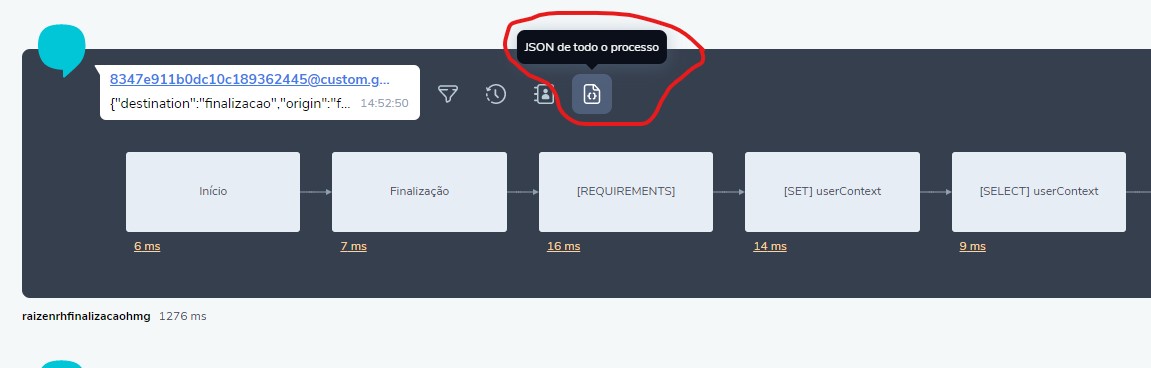 JSON de todo o processo
8347e911b0dc10c189362445@custom.g...
{"destination":"finalizacao","origin":"f... 14:52:50
Início
Finalização
[REQUIREMENTS]
[SET] userContext
[SELECT] userContext
6 ms
7 ms
16 ms
14 ms
9 ms
raizenrhfinalizacaohmg 1276 ms